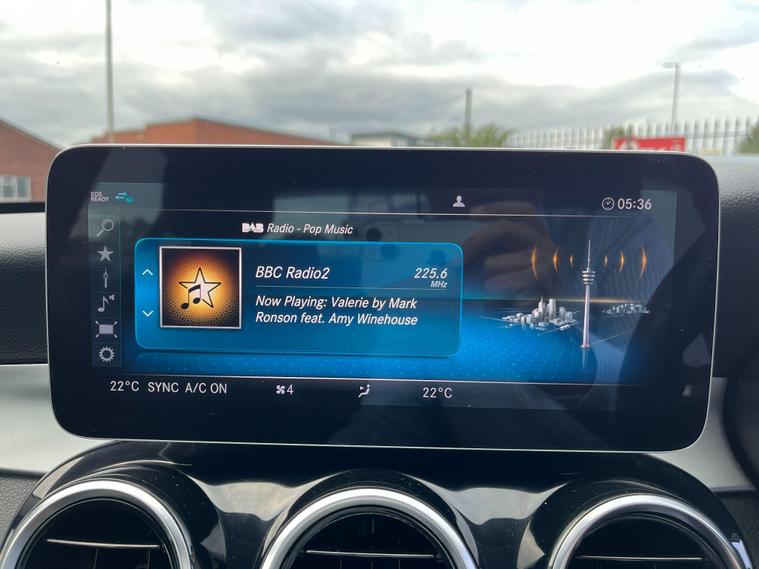 SOS
READY
4G
05:36
DAB Radio - Pop Music
BBC Radio2
225.6
MHz
Now Playing: Valerie by Mark
Ronson feat. Amy Winehouse
22°C SYNC A/C ON
4
22°C